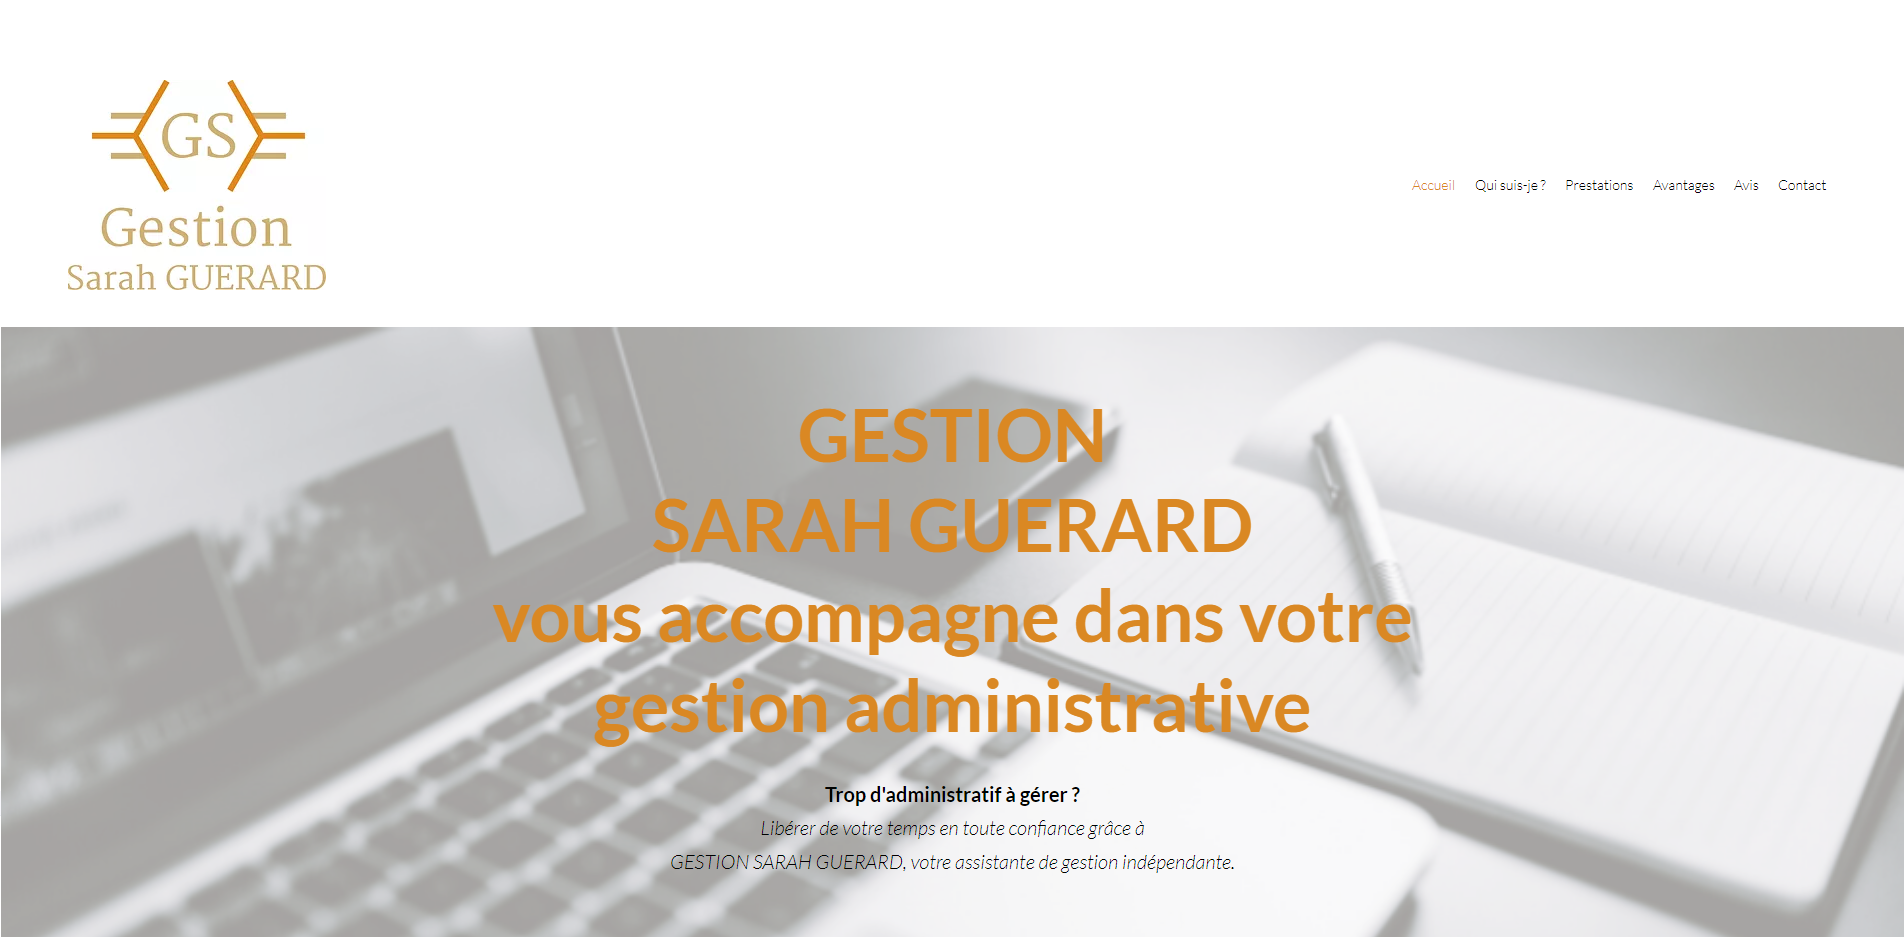 GS
Gestion
Sarah GUERARD
Accueil Qui suis-je ? Prestations Avantages Avis Contact
GESTION
SARAH GUERARD
vous accompagne dans votre
gestion administrative
Trop d'administratif à gérer ?
Libérer de votre temps en toute confiance grâce à
GESTION SARAH GUERARD, votre assistante de gestion indépendante.